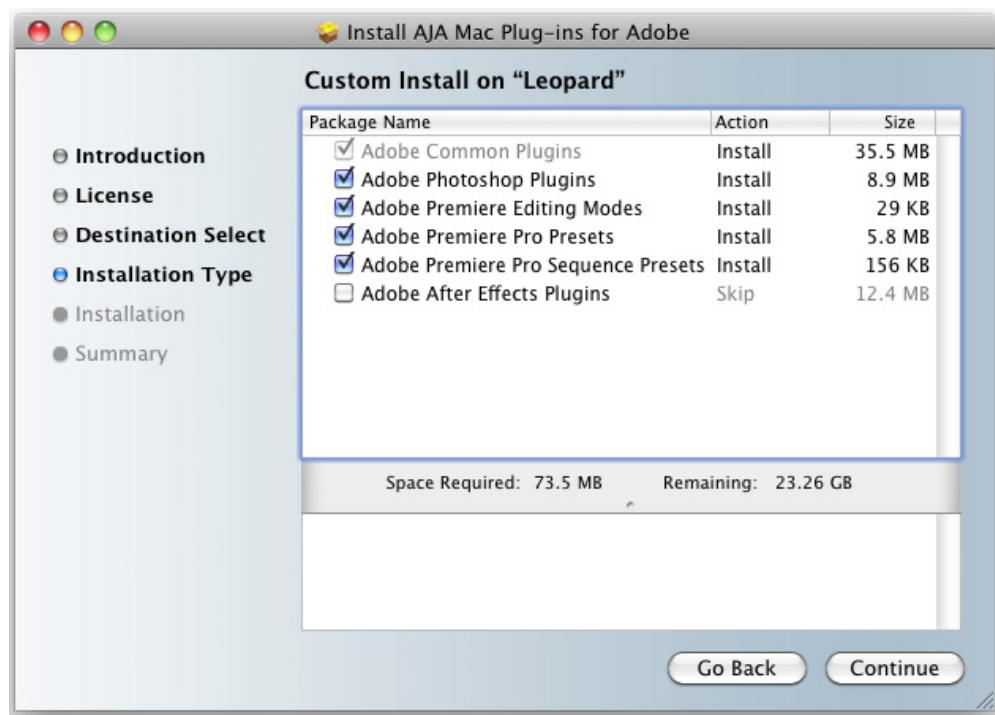 Install AJA Mac Plug-ins for Adobe
Custom Install on “Leopard”
Introduction
License
Destination Select
Installation Type
Installation
Summary
Package Name Action Size
Adobe Common Plugins Install 35.5 MB
Adobe Photoshop Plugins Install 8.9 MB
Adobe Premiere Editing Modes Install 29 KB
Adobe Premiere Pro Presets Install 5.8 MB
Adobe Premiere Pro Sequence Presets Install 156 KB
Adobe After Effects Plugins Skip 12.4 MB
Space Required: 73.5 MB Remaining: 23.26 GB
Go Back Continue